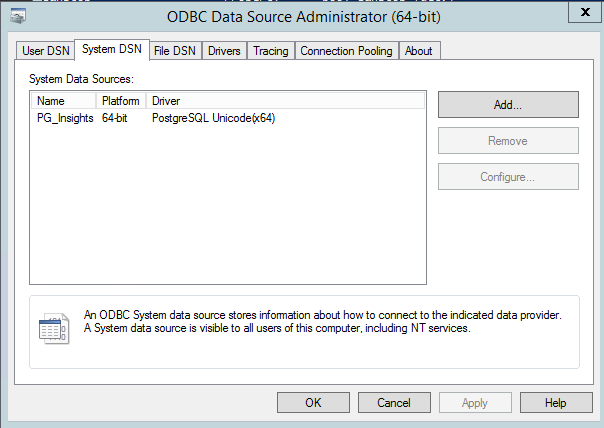 ODBC Data Source Administrator (64-bit)
x
User DSN System DSN File DSN Drivers Tracing Connection Pooling About
System Data Sources:
Name Platform Driver
PG_Insights 64-bit PostgreSQL Unicode(x64)
Add...
Remove
Configure...
An ODBC System data source stores information about how to connect to the indicated data provider.
A System data source is visible to all users of this computer, including NT services.
OK Cancel Apply Help